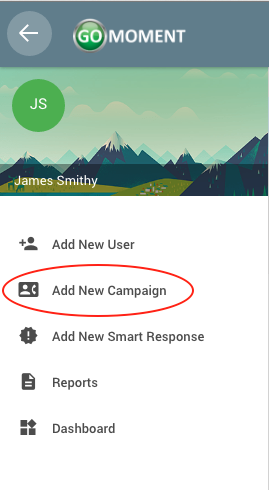 GO MOMENT
JS
James Smithy
Add New User
Add New Campaign
Add New Smart Response
Reports
Dashboard